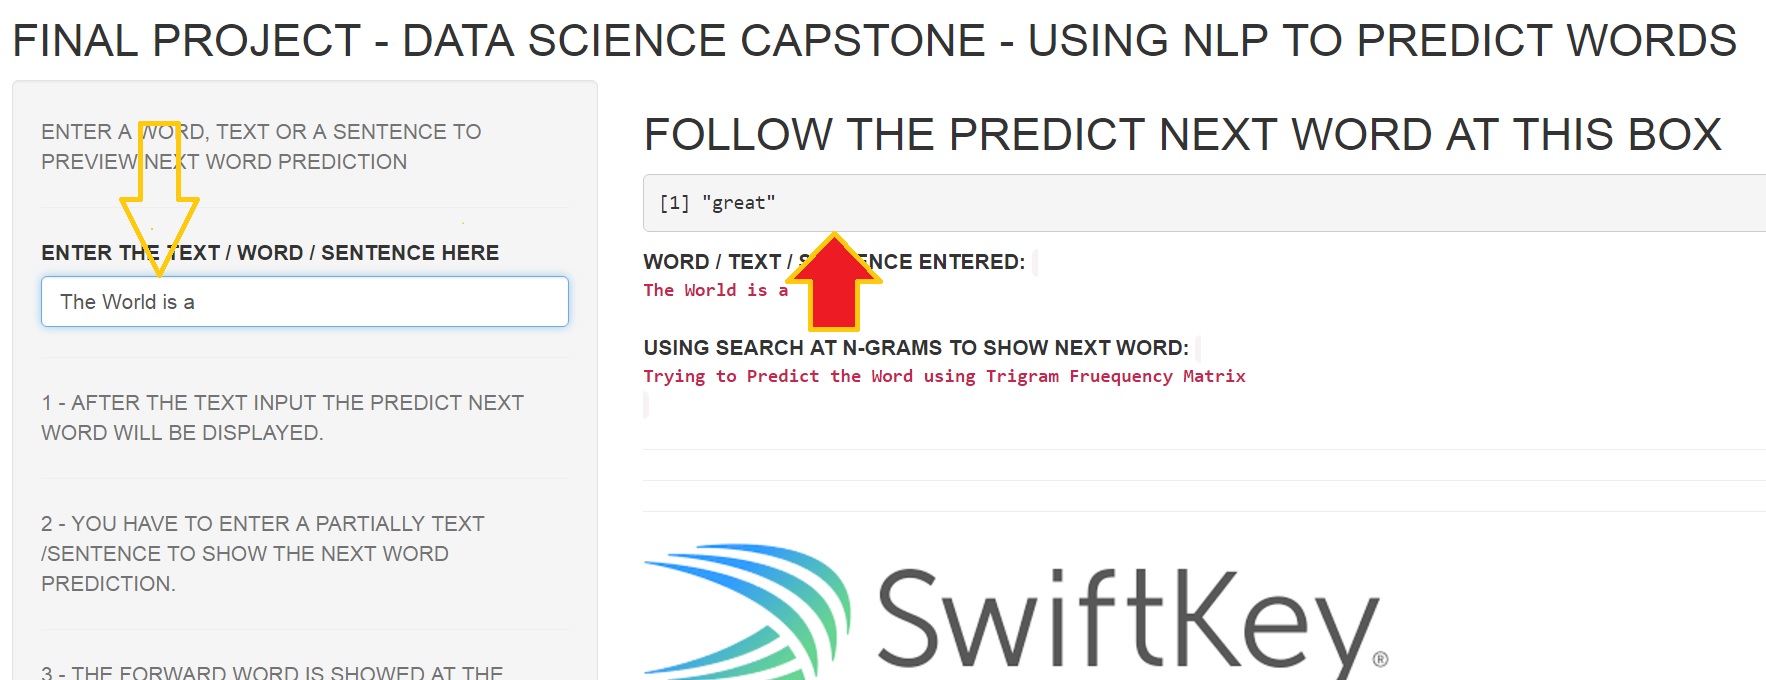 FINAL PROJECT - DATA SCIENCE CAPSTONE - USING NLP TO PREDICT WORDS
ENTER A WORD, TEXT OR A SENTENCE TO
PREVIEW NEXT WORD PREDICTION
ENTER THE TEXT / WORD / SENTENCE HERE
The World is a
1 - AFTER THE TEXT INPUT THE PREDICT NEXT
WORD WILL BE DISPLAYED.
2 - YOU HAVE TO ENTER A PARTIALLY TEXT
/SENTENCE TO SHOW THE NEXT WORD
PREDICTION.
3 - THE FORWARD WORD IS SHOWED AT THE
FOLLOW THE PREDICT NEXT WORD AT THIS BOX
[1] "great"
WORD / TEXT / SENTENCE ENTERED:
The World is a
USING SEARCH AT N-GRAMS TO SHOW NEXT WORD:
Trying to Predict the Word using Trigram Fruequency Matrix
SwiftKey®